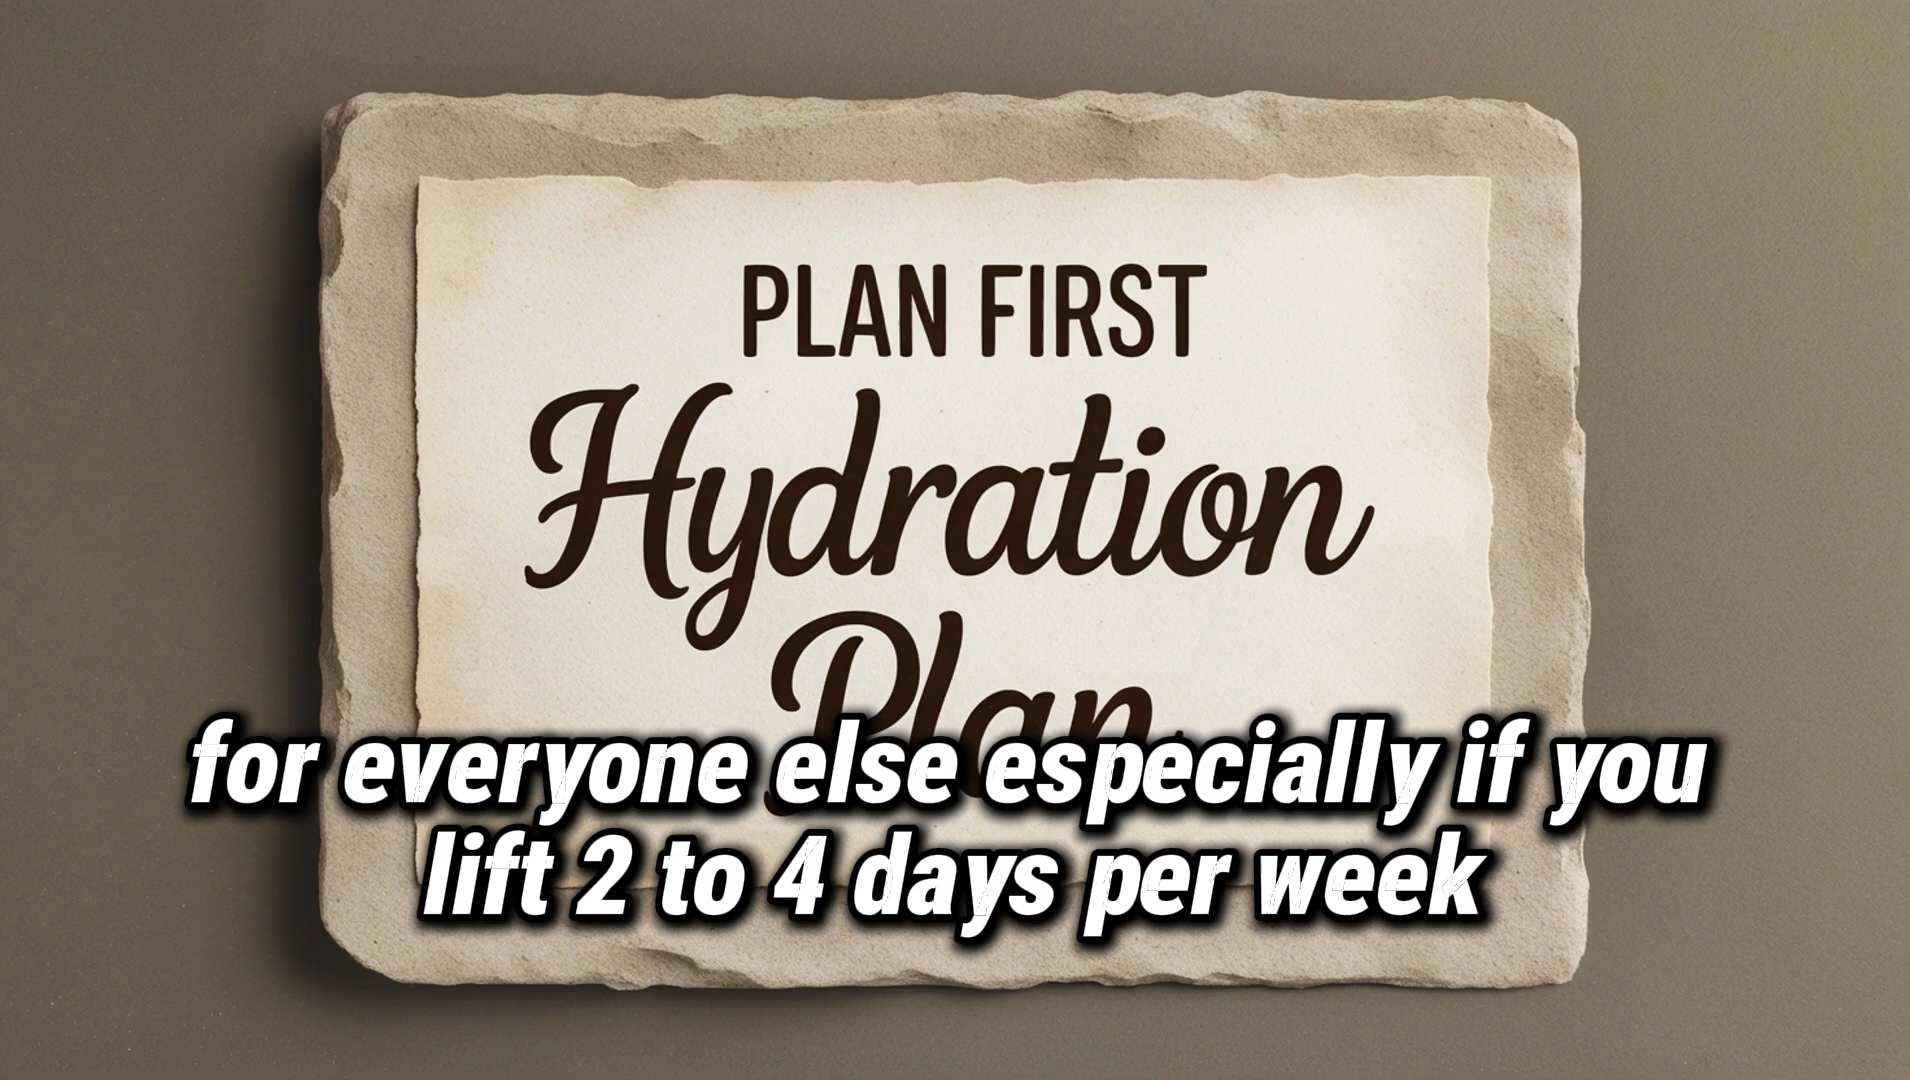 PLAN FIRST
Hydration
Plan
for everyone else especially if you
lift 2 to 4 days per week